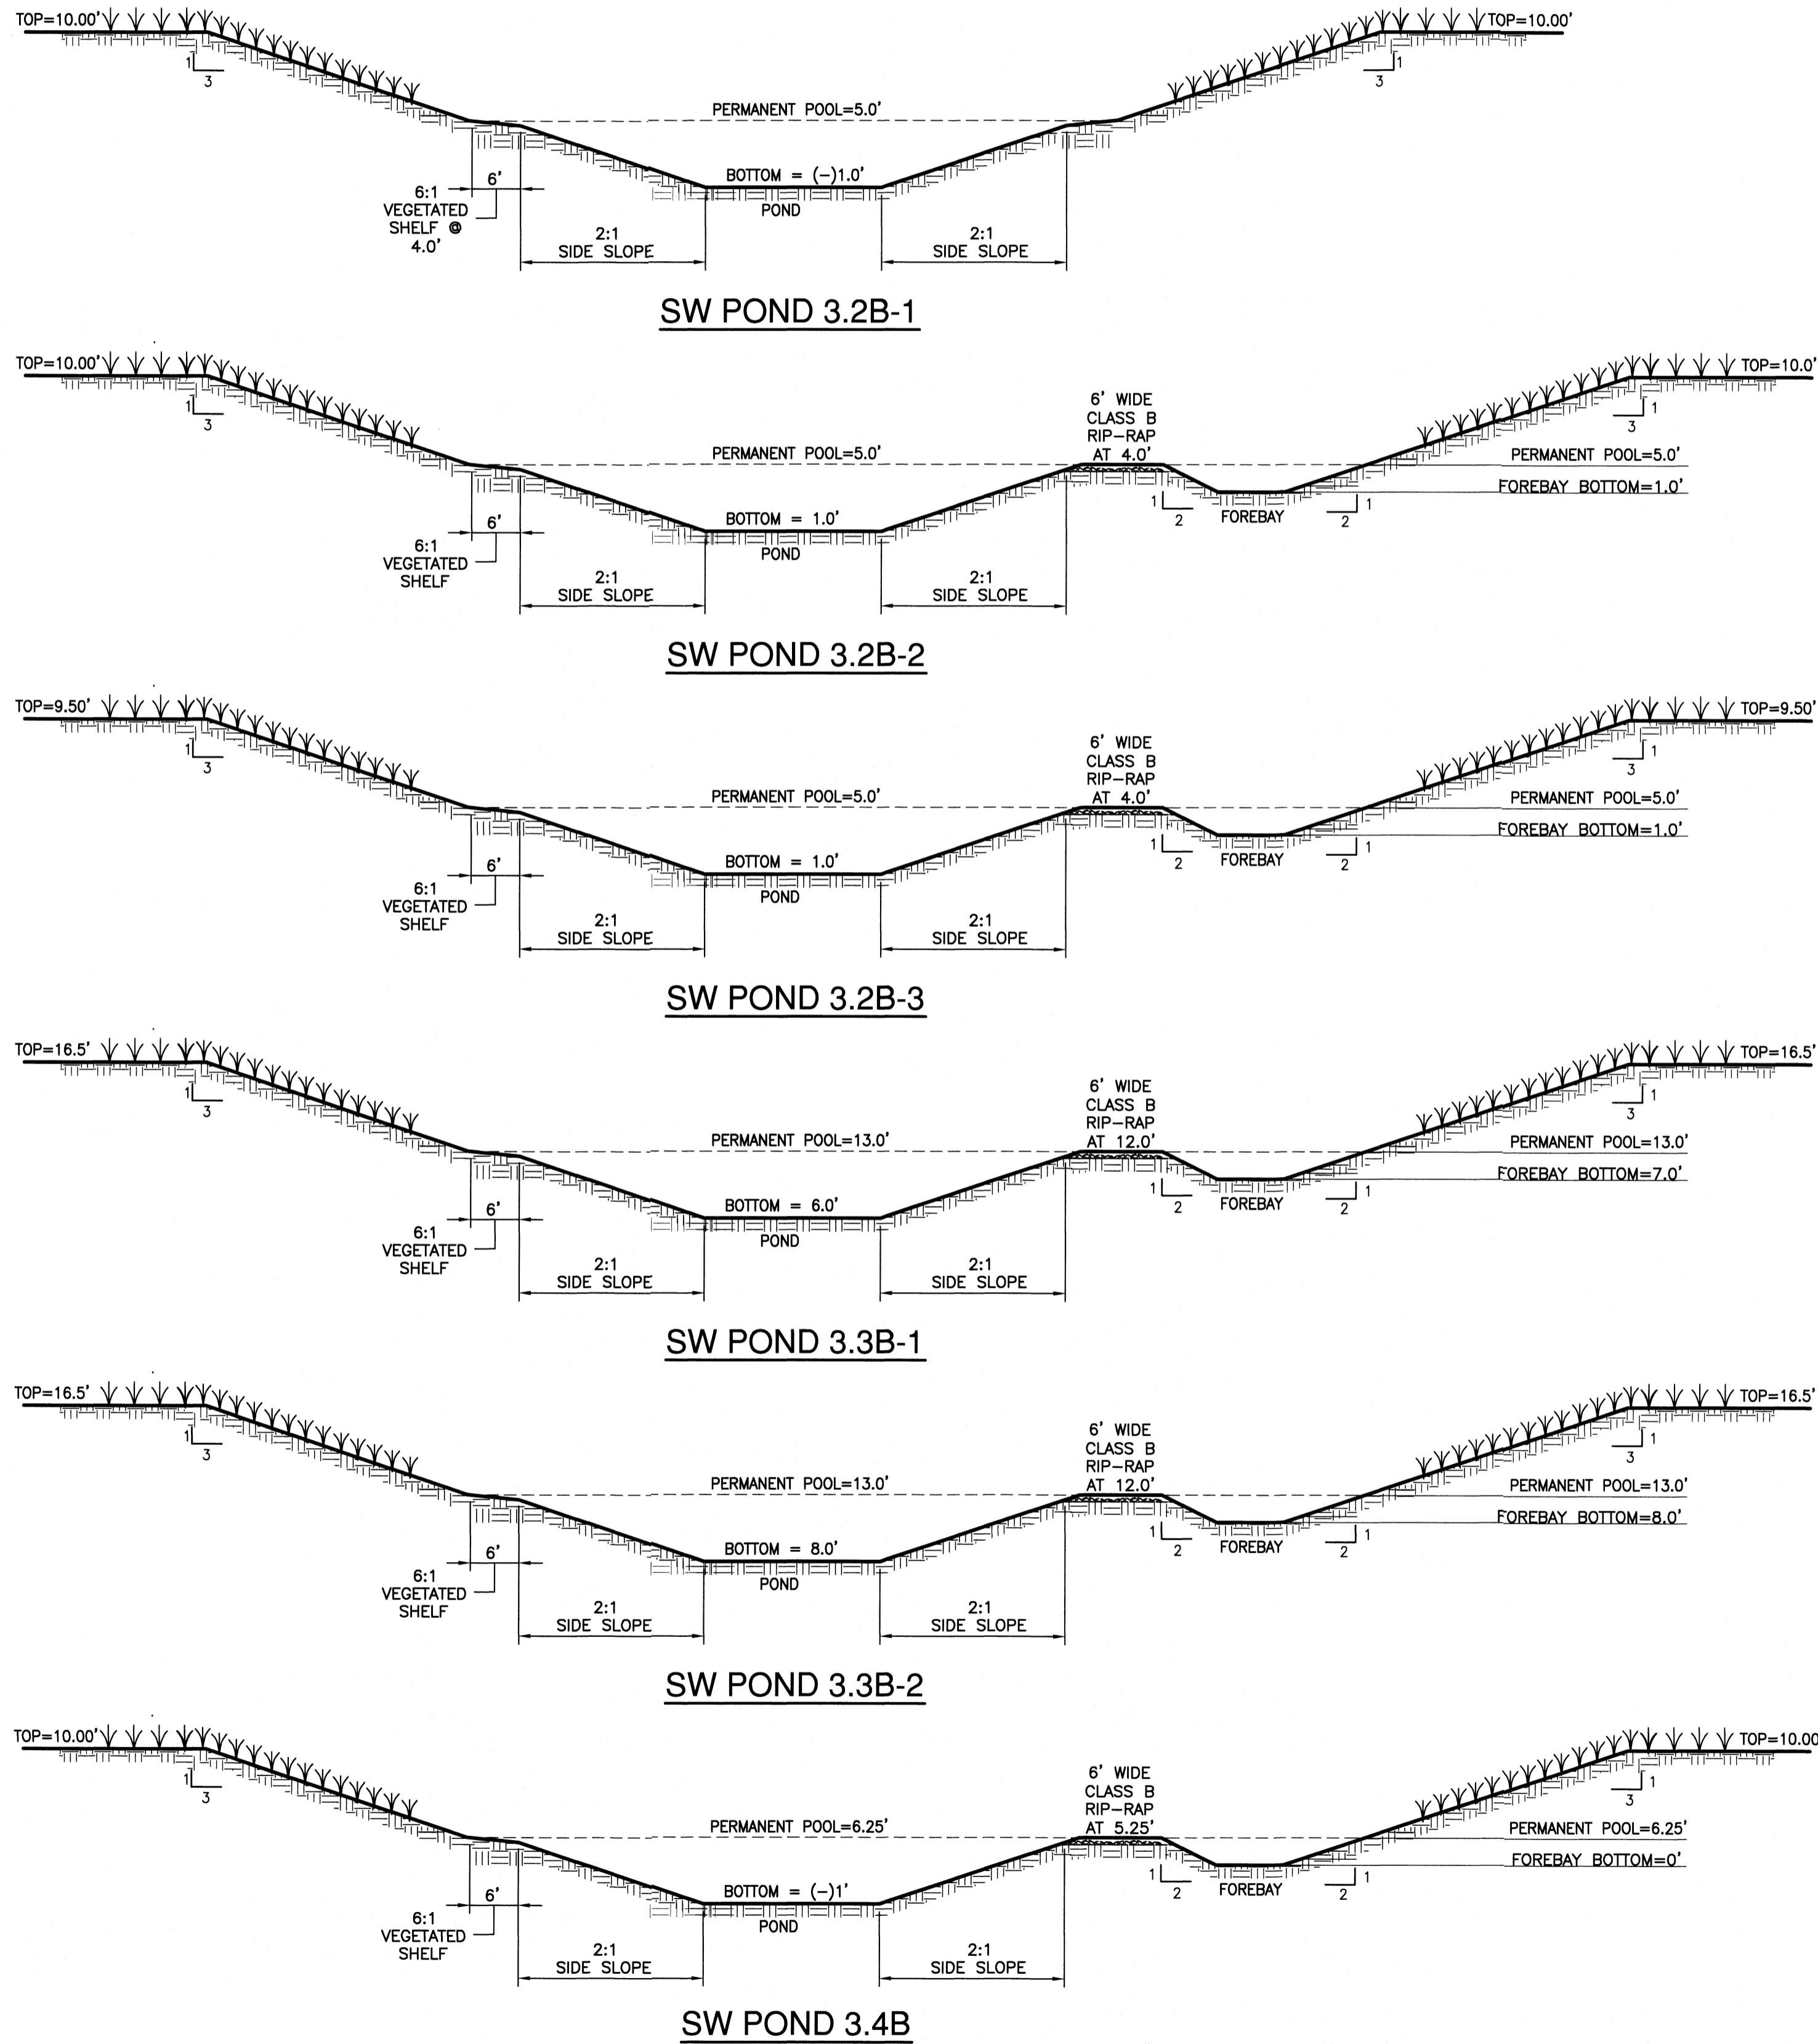 TOP=10.00'
TOP=10.00'
1
3
1
3
PERMANENT POOL=5.0'
BOTTOM = (-)1.0'
POND
6'
6:1
VEGETATED
SHELF @
4.0'
2:1
SIDE SLOPE
2:1
SIDE SLOPE
SW POND 3.2B-1
TOP=10.00'
TOP=10.0'
1
3
1
3
6' WIDE
CLASS B
RIP-RAP
AT 4.0'
PERMANENT POOL=5.0'
PERMANENT POOL=5.0'
FOREBAY BOTTOM=1.0'
1
2
FOREBAY
1
2
BOTTOM = 1.0'
POND
6'
6:1
VEGETATED
SHELF
2:1
SIDE SLOPE
2:1
SIDE SLOPE
SW POND 3.2B-2
TOP=9.50'
TOP=9.50'
1
3
1
3
6' WIDE
CLASS B
RIP-RAP
AT 4.0'
PERMANENT POOL=5.0'
PERMANENT POOL=5.0'
FOREBAY BOTTOM=1.0'
1
2
FOREBAY
1
2
BOTTOM = 1.0'
POND
6'
6:1
VEGETATED
SHELF
2:1
SIDE SLOPE
2:1
SIDE SLOPE
SW POND 3.2B-3
TOP=16.5'
TOP=16.5'
1
3
1
3
6' WIDE
CLASS B
RIP-RAP
AT 12.0'
PERMANENT POOL=13.0'
PERMANENT POOL=13.0'
FOREBAY BOTTOM=7.0'
1
2
FOREBAY
1
2
BOTTOM = 6.0'
POND
6'
6:1
VEGETATED
SHELF
2:1
SIDE SLOPE
2:1
SIDE SLOPE
SW POND 3.3B-1
TOP=16.5'
TOP=16.5'
1
3
1
3
6' WIDE
CLASS B
RIP-RAP
AT 12.0'
PERMANENT POOL=13.0'
PERMANENT POOL=13.0'
FOREBAY BOTTOM=8.0'
1
2
FOREBAY
1
2
BOTTOM = 8.0'
POND
6'
6:1
VEGETATED
SHELF
2:1
SIDE SLOPE
2:1
SIDE SLOPE
SW POND 3.3B-2
TOP=10.00'
TOP=10.00
1
3
1
3
6' WIDE
CLASS B
RIP-RAP
AT 5.25'
PERMANENT POOL=6.25'
PERMANENT POOL=6.25'
FOREBAY BOTTOM=0'
1
2
FOREBAY
1
2
BOTTOM = (-)1'
POND
6'
6:1
VEGETATED
SHELF
2:1
SIDE SLOPE
2:1
SIDE SLOPE
SW POND 3.4B